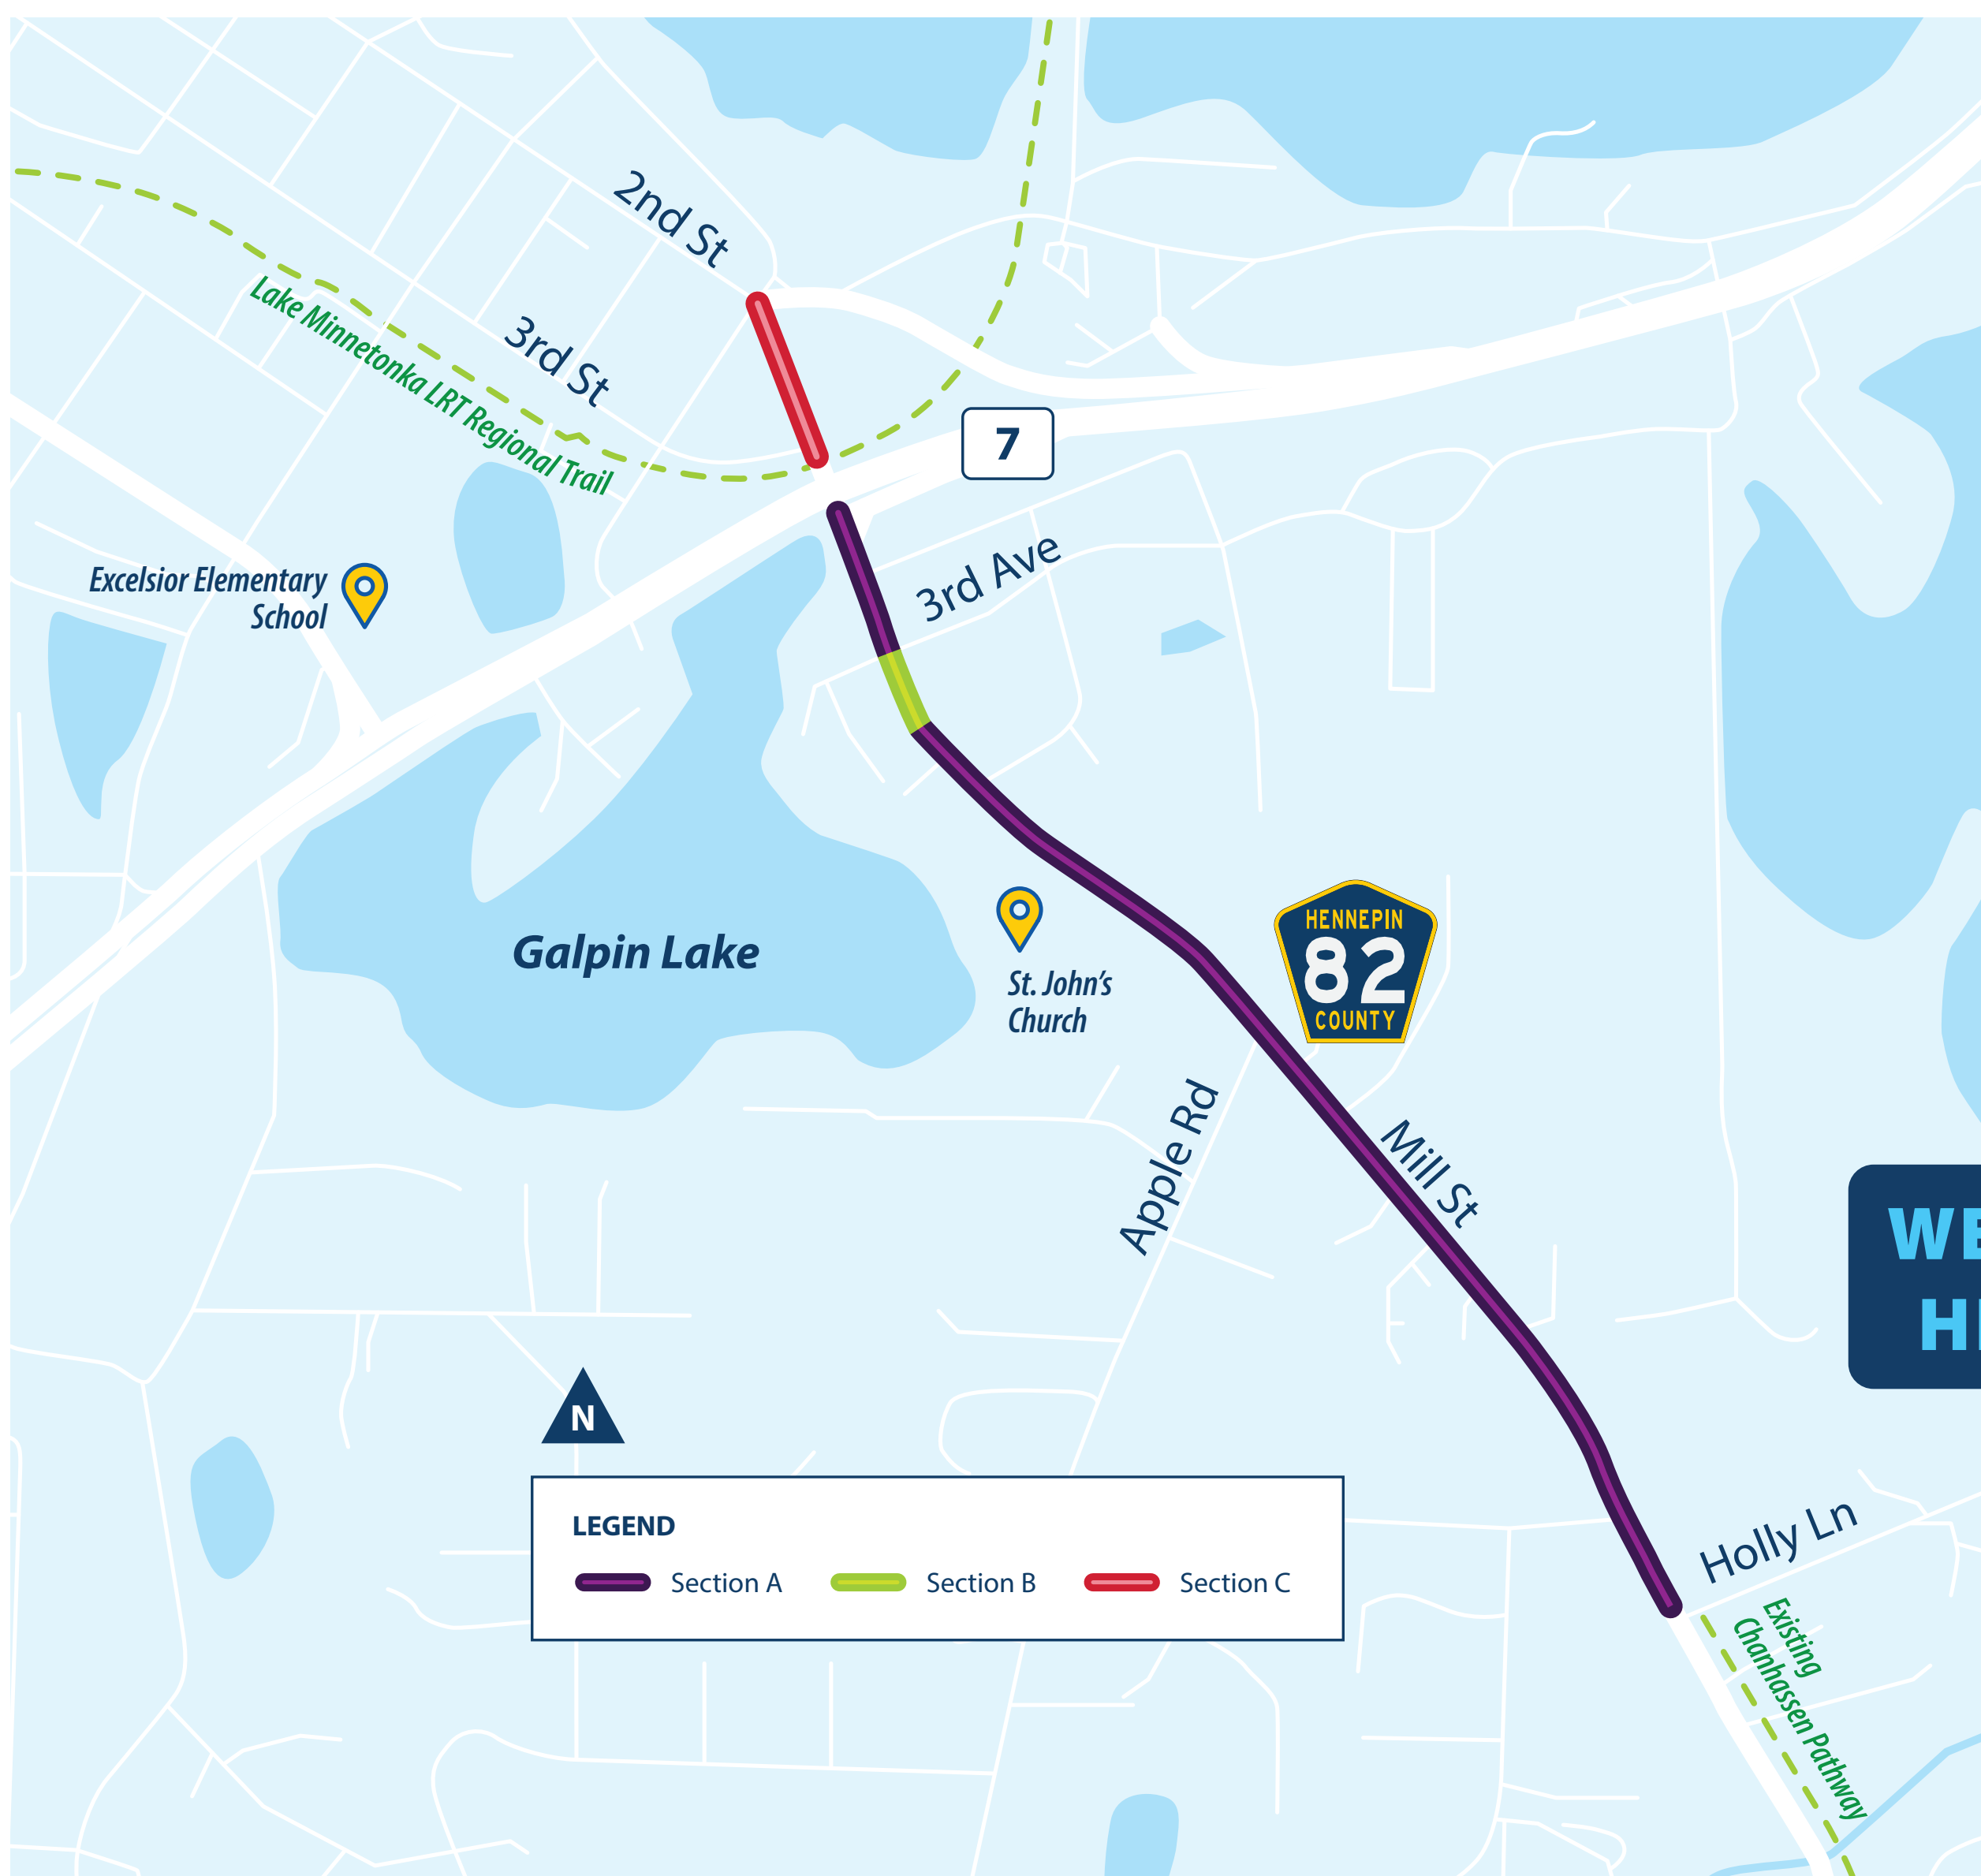 2nd St
Lake Minnetonka LRT Regional Trail
3rd St
7
3rd Ave
Excelsior Elementary
School
HENNEPIN
82
COUNTY
Galpin Lake
St. John's
Church
Apple Rd
Mill St
WE
N
LEGEND
Section A
Section B
Section C
Holly Ln
Existing
Chanhassen Pathway